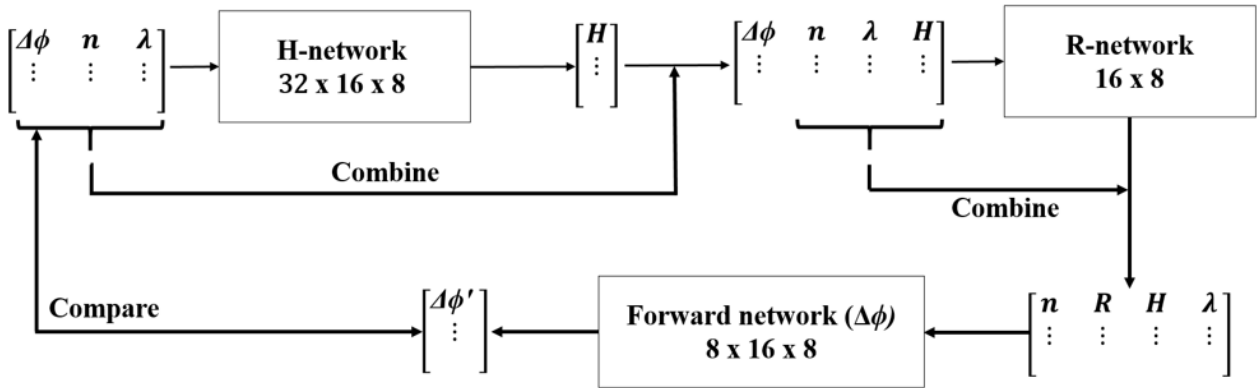 Δϕ n λ
⋮ ⋮ ⋮
H-network
32 x 16 x 8
H
⋮
Δϕ n λ H
⋮ ⋮ ⋮ ⋮
R-network
16 x 8
Combine
Combine
Compare
Δϕ′
⋮
Forward network (Δϕ)
8 x 16 x 8
n R H λ
⋮ ⋮ ⋮ ⋮